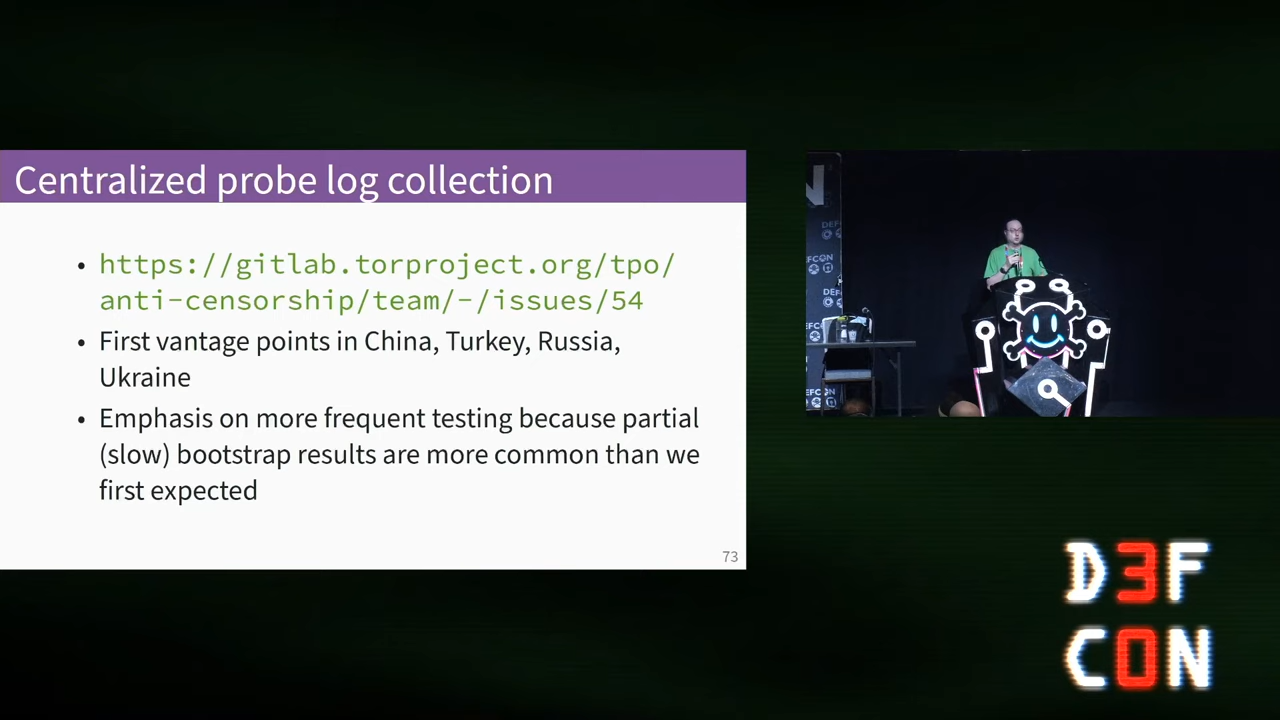 Centralized probe log collection
• https://gitlab.torproject.org/tpo/
anti-censorship/team/-/issues/54
• First vantage points in China, Turkey, Russia,
Ukraine
• Emphasis on more frequent testing because partial
(slow) bootstrap results are more common than we
first expected
73
D3F
C0N